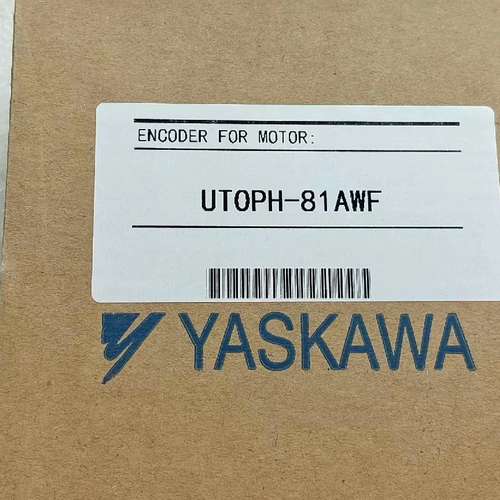 ENCODER FOR MOTOR:
UTOPH-81AWF
YASKAWA